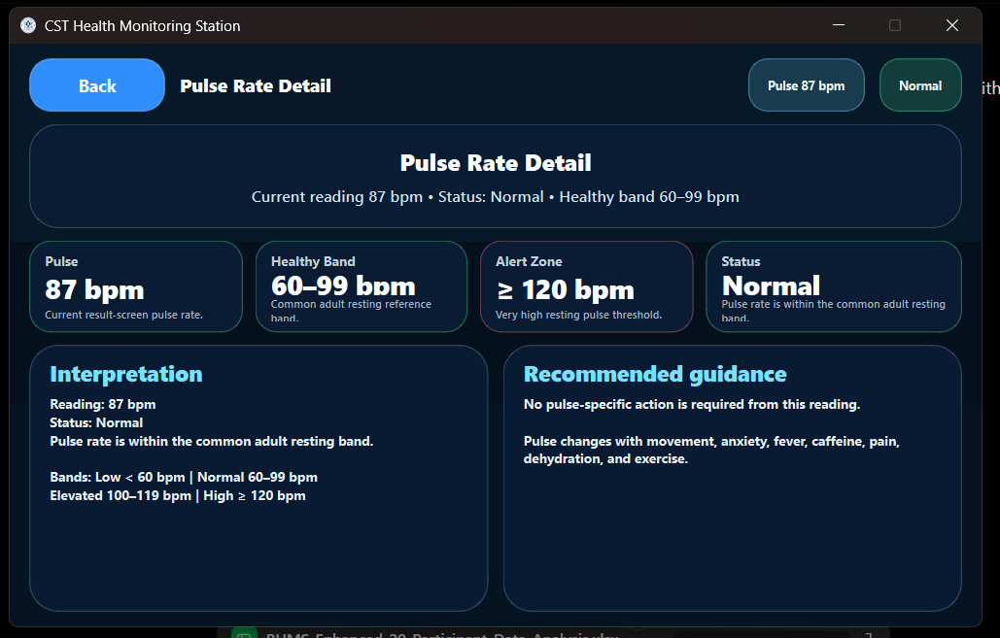 CST Health Monitoring Station
Back
Pulse Rate Detail
Pulse 87 bpm
Normal
ith
Pulse Rate Detail
Current reading 87 bpm • Status: Normal • Healthy band 60–99 bpm
Pulse
87 bpm
Current result-screen pulse rate.
Healthy Band
60–99 bpm
Common adult resting reference
band.
Alert Zone
≥ 120 bpm
Very high resting pulse threshold.
Status
Normal
Pulse rate is within the common adult resting
band.
Interpretation
Reading: 87 bpm
Status: Normal
Pulse rate is within the common adult resting band.
Bands: Low < 60 bpm | Normal 60–99 bpm
Elevated 100–119 bpm | High ≥ 120 bpm
Recommended guidance
No pulse-specific action is required from this reading.
Pulse changes with movement, anxiety, fever, caffeine, pain,
dehydration, and exercise.